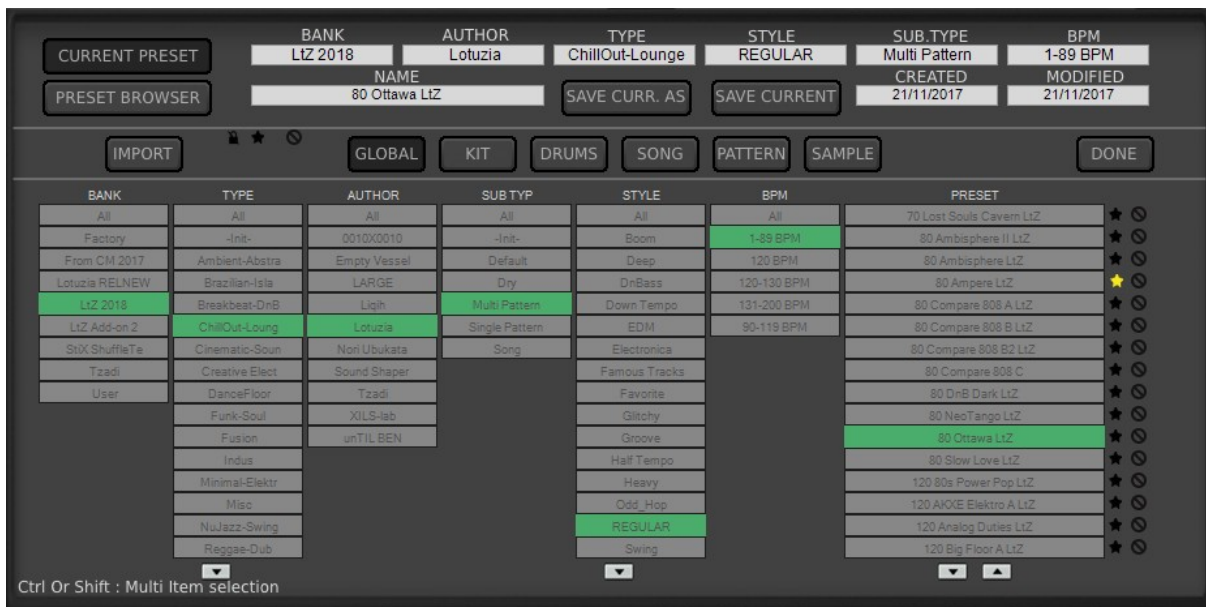 BANK AUTHOR TYPE STYLE SUB.TYPE BPM
CURRENT PRESET LtZ 2018 Lotuzia ChillOut-Lounge REGULAR Multi Pattern 1-89 BPM
NAME CREATED MODIFIED
PRESET BROWSER 80 Ottawa LtZ SAVE CURR. AS SAVE CURRENT 21/11/2017 21/11/2017
IMPORT GLOBAL KIT DRUMS SONG PATTERN SAMPLE DONE
BANK TYPE AUTHOR SUBTYP STYLE BPM PRESET
All All All All All All 70 Lost Souls Cavern LtZ
Factory -Init- 0010X0010 -Init- Boom 1-89 BPM 80 Ambisphere II LtZ
From CM 2017 Ambient-Abstra Empty Vessel Default Deep 120 BPM 80 Ambisphere LtZ
Lotuzia RELNEW Brazilian-Isla LARGE Dry DnBass 120-130 BPM 80 Ampere LtZ
LtZ 2018 Breakbeat-DnB Liqih Multi Pattern Down Tempo 131-200 BPM 80 Compare 808 A LtZ
LtZ Add-on 2 ChillOut-Loung Lotuzia Single Pattern EDM 90-119 BPM 80 Compare 808 B LtZ
StiX ShuffleTe Cinematic-Soun Nori Ubukata Song Electronica 80 Compare 808 B2 LtZ
Tzadi Creative Elect Sound Shaper Famous Tracks 80 Compare 808 C
User DanceFloor Tzadi Favorite 80 DnB Dark LtZ
Funk-Soul XILS-lab Glitchy 80 NeoTango LtZ
Fusion unTIL BEN Groove 80 Ottawa LtZ
Indus Half Tempo 80 Slow Love LtZ
Minimal-Elektr Heavy 120 80s Power Pop LtZ
Misc Odd_Hop 120 AKXE Elektro A LtZ
NuJazz-Swing REGULAR 120 Analog Duties LtZ
Reggae-Dub Swing 120 Big Floor A LtZ
Ctrl Or Shift : Multi Item selection